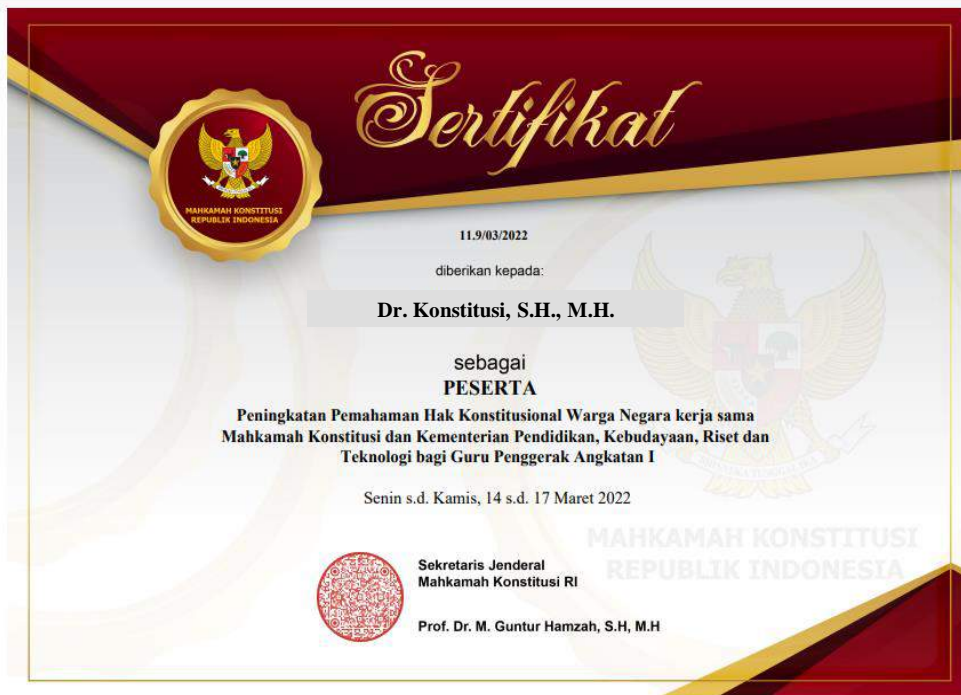 Sertifikat
MAHKAMAH KONSTITUSI
REPUBLIK INDONESIA
11.9/03/2022
diberikan kepada:
Dr. Konstitusi, S.H., M.H.
sebagai
PESERTA
Peningkatan Pemahaman Hak Konstitusional Warga Negara kerja sama
Mahkamah Konstitusi dan Kementerian Pendidikan, Kebudayaan, Riset dan
Teknologi bagi Guru Penggerak Angkatan I
Senin s.d. Kamis, 14 s.d. 17 Maret 2022
MAHKAMAH KONSTITUSI
REPUBLIK INDONESIA
Sekretaris Jenderal
Mahkamah Konstitusi RI
Prof. Dr. M. Guntur Hamzah, S.H, M.H